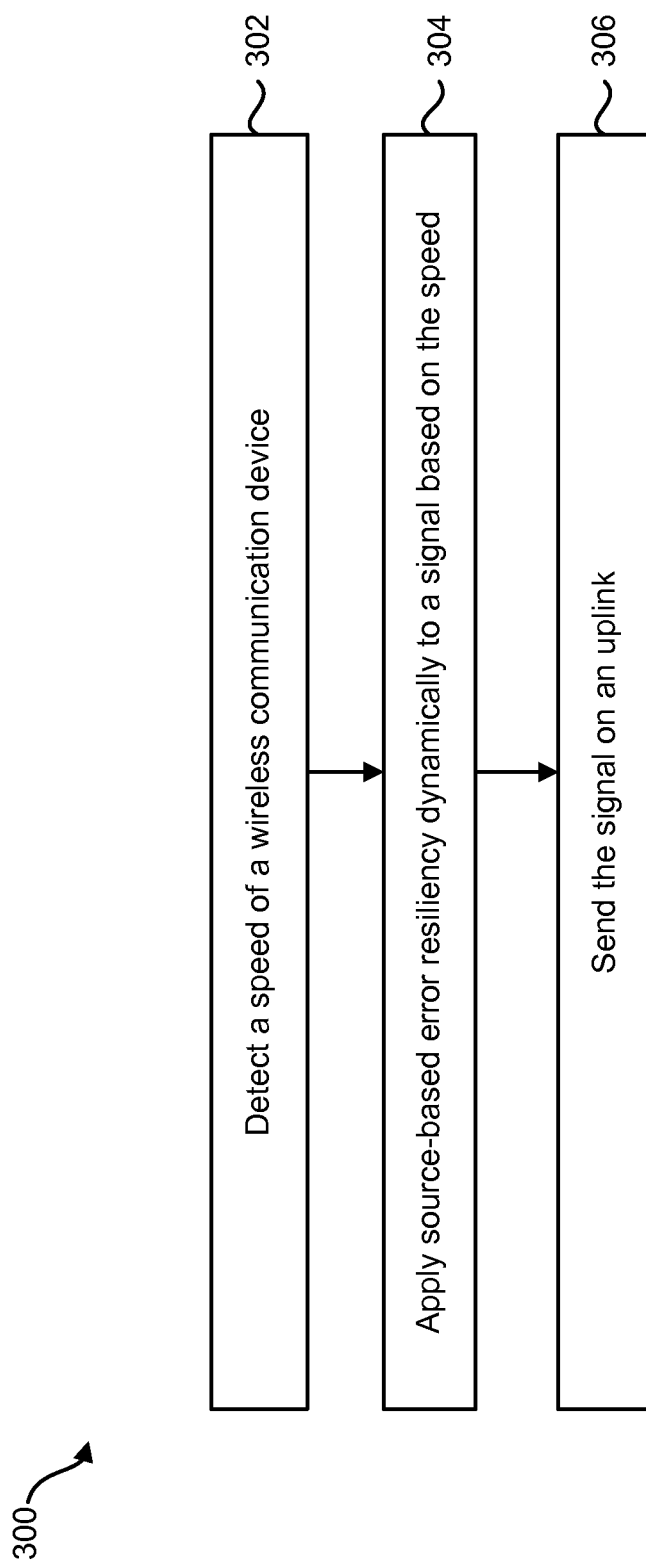 300
Detect a speed of a wireless communication device
302
Apply source-based error resiliency dynamically to a signal based on the speed
304
Send the signal on an uplink
306